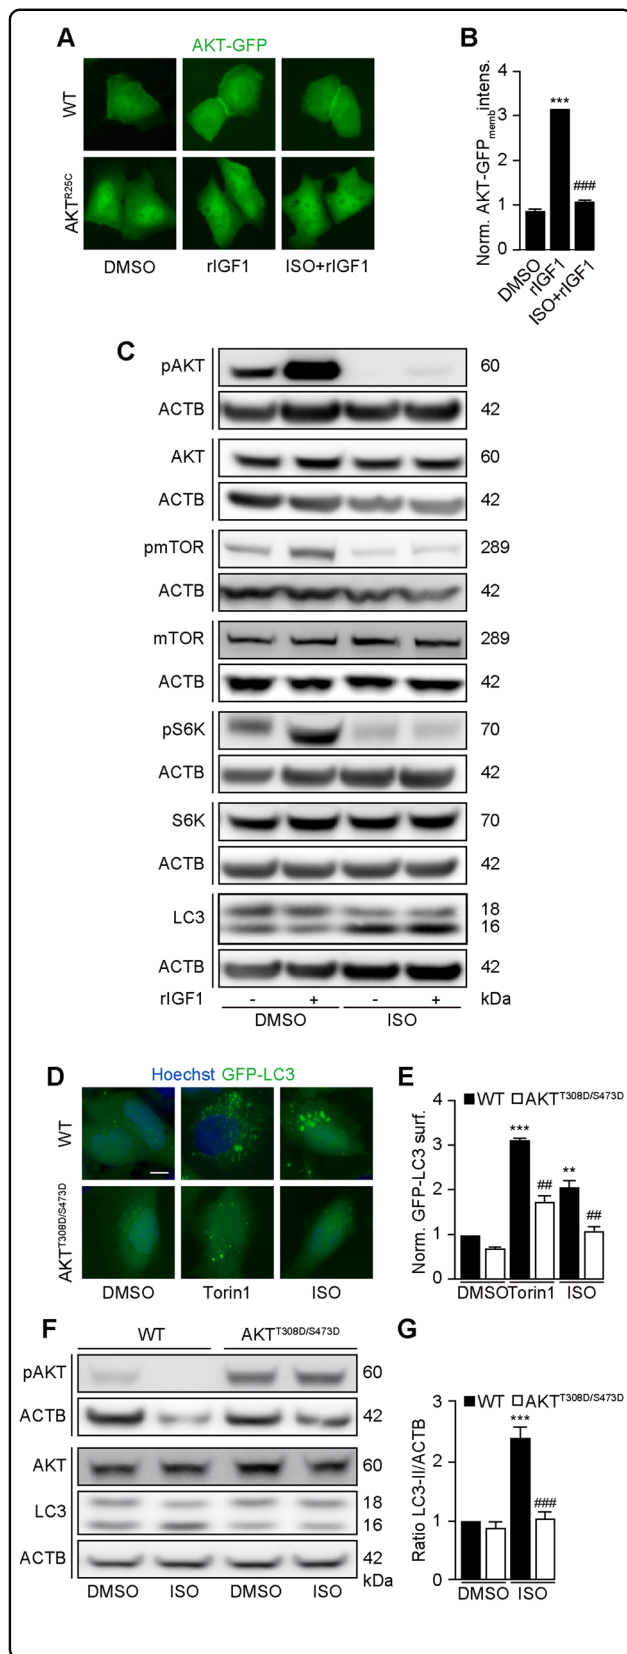 A
AKT-GFP
WT
AKT^R25C
DMSO rIGF1 ISO+rIGF1
B
Norm. AKT-GFP_memb intens.
4
3
2
1
0
***
###
DMSO
rIGF1
ISO+rIGF1
C
pAKT 60
ACTB 42
AKT 60
ACTB 42
pmTOR 289
ACTB 42
mTOR 289
ACTB 42
pS6K 70
ACTB 42
S6K 70
ACTB 42
LC3 18
16
ACTB 42
rIGF1 - + - + kDa
DMSO ISO
D
Hoechst GFP-LC3
WT
AKT^T308D/S473D
DMSO Torin1 ISO
E
WT AKT^T308D/S473D
Norm. GFP-LC3 surf.
4
3
2
1
0
***
##
**
##
DMSO Torin1 ISO
F
WT AKT^T308D/S473D
pAKT 60
ACTB 42
AKT 60
LC3 18
16
ACTB 42
kDa
DMSO ISO DMSO ISO
G
WT AKT^T308D/S473D
Ratio LC3-II/ACTB
3
2
1
0
***
###
DMSO ISO